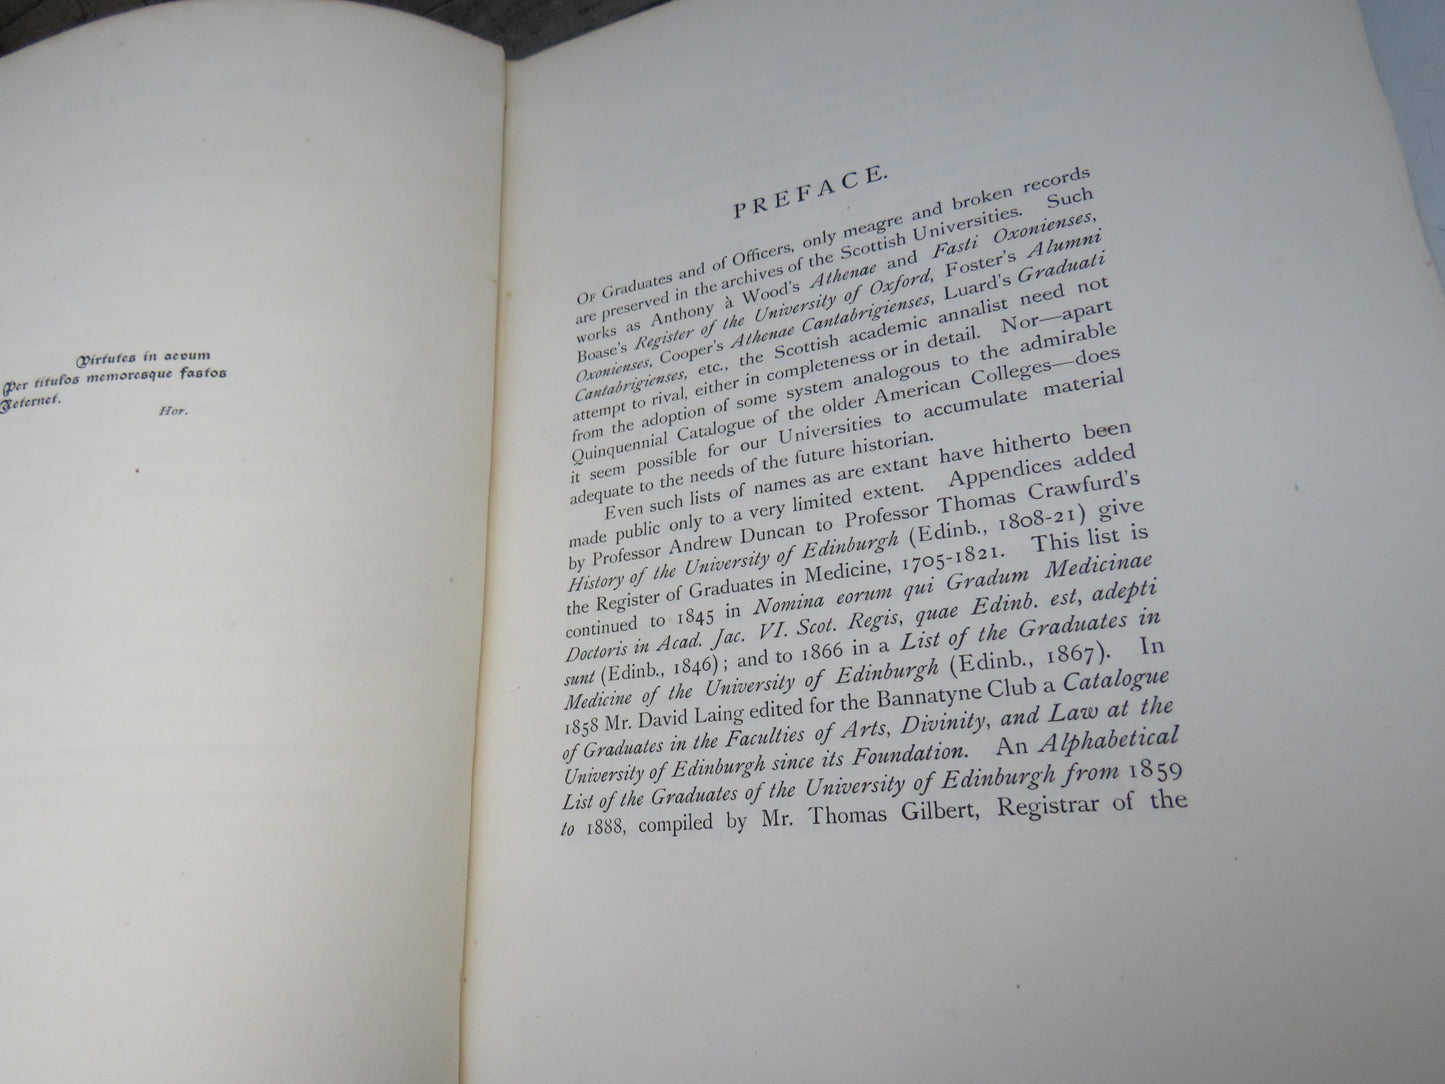 Virtutes in aevum
Per titulos memoresque fastos
Aeternet.
Hor.
PREFACE.
OF Graduates and of Officers, only meagre and broken records
are preserved in the archives of the Scottish Universities. Such
works as Anthony à Wood's Athenae and Fasti Oxonienses,
Boase's Register of the University of Oxford, Foster's Alumni
Oxonienses, Cooper's Athenae Cantabrigienses, Luard's Graduati
Cantabrigienses, etc., the Scottish academic annalist need not
attempt to rival, either in completeness or in detail. Nor—apart
from the adoption of some system analogous to the admirable
Quinquennial Catalogue of the older American Colleges—does
it seem possible for our Universities to accumulate material
adequate to the needs of the future historian.
Even such lists of names as are extant have hitherto been
made public only to a very limited extent. Appendices added
by Professor Andrew Duncan to Professor Thomas Crawfurd's
History of the University of Edinburgh (Edinb., 1808-21) give
the Register of Graduates in Medicine, 1705-1821. This list is
continued to 1845 in Nomina eorum qui Gradum Medicinae
Doctoris in Acad. Jac. VI. Scot. Regis, quae Edinb. est, adepti
sunt (Edinb., 1846); and to 1866 in a List of the Graduates in
Medicine of the University of Edinburgh (Edinb., 1867). In
1858 Mr. David Laing edited for the Bannatyne Club a Catalogue
of Graduates in the Faculties of Arts, Divinity, and Law at the
University of Edinburgh since its Foundation. An Alphabetical
List of the Graduates of the University of Edinburgh from 1859
to 1888, compiled by Mr. Thomas Gilbert, Registrar of the